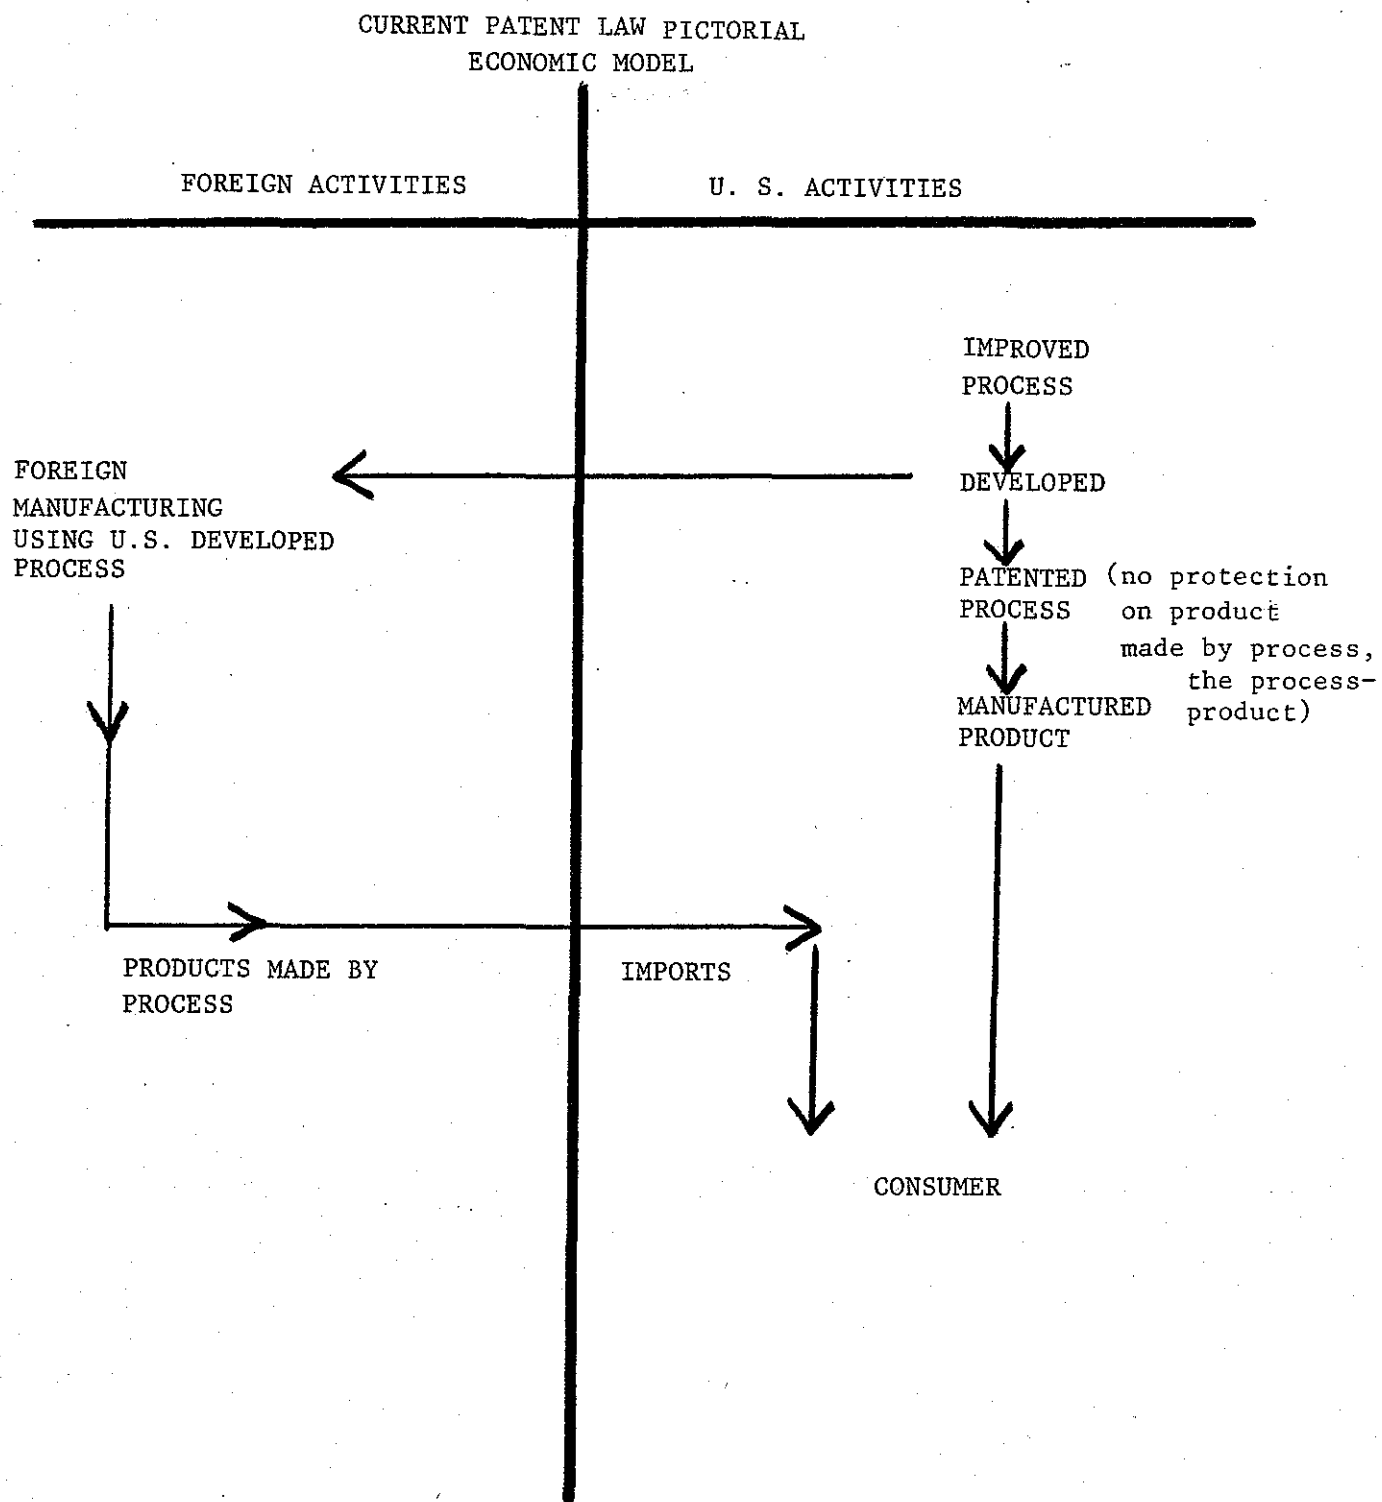 CURRENT PATENT LAW PICTORIAL
ECONOMIC MODEL
FOREIGN ACTIVITIES
U. S. ACTIVITIES
IMPROVED
PROCESS
DEVELOPED
PATENTED (no protection
PROCESS on product
made by process,
the process-
MANUFACTURED product)
PRODUCT
FOREIGN
MANUFACTURING
USING U.S. DEVELOPED
PROCESS
PRODUCTS MADE BY
PROCESS
IMPORTS
CONSUMER